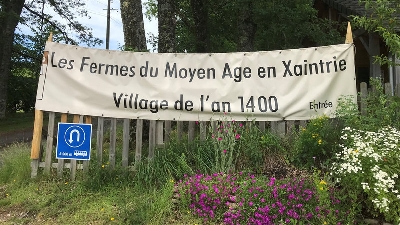 Les Fermes du Moyen Age en Xaintrie
Village de l'an 1400
Entrée